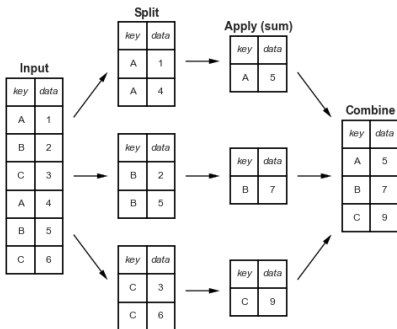 Input
key data
A 1
B 2
C 3
A 4
B 5
C 6
Split
key data
A 1
A 4
key data
B 2
B 5
key data
C 3
C 6
Apply (sum)
key data
A 5
key data
B 7
key data
C 9
Combine
key data
A 5
B 7
C 9